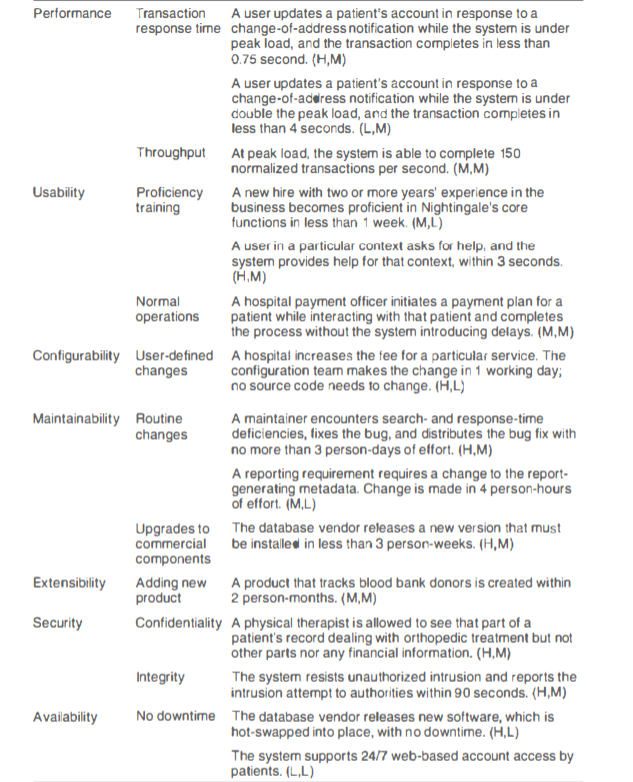 Performance Transaction A user updates a patient's account in response to a
response time change-of-address notification while the system is under
peak load, and the transaction completes in less than
0.75 second. (H,M)
A user updates a patient's account in response to a
change-of-address notification while the system is under
double the peak load, and the transaction completes in
less than 4 seconds. (L,M)
Throughput At peak load, the system is able to complete 150
normalized transactions per second. (M,M)
Usability Proficiency A new hire with two or more years' experience in the
training business becomes proficient in Nightingale's core
functions in less than 1 week. (M,L)
A user in a particular context asks for help, and the
system provides help for that context, within 3 seconds.
(H,M)
Normal A hospital payment officer initiates a payment plan for a
operations patient while interacting with that patient and completes
the process without the system introducing delays. (M,M)
Configurability User-defined A hospital increases the fee for a particular service. The
changes configuration team makes the change in 1 working day;
no source code needs to change. (H,L)
Maintainability Routine A maintainer encounters search- and response-time
changes deficiencies, fixes the bug, and distributes the bug fix with
no more than 3 person-days of effort. (H,M)
A reporting requirement requires a change to the report-
generating metadata. Change is made in 4 person-hours
of effort. (M,L)
Upgrades to The database vendor releases a new version that must
commercial be installed in less than 3 person-weeks. (H,M)
components
Extensibility Adding new A product that tracks blood bank donors is created within
product 2 person-months. (M,M)
Security Confidentiality A physical therapist is allowed to see that part of a
patient's record dealing with orthopedic treatment but not
other parts nor any financial information. (H,M)
Integrity The system resists unauthorized intrusion and reports the
intrusion attempt to authorities within 90 seconds. (H,M)
Availability No downtime The database vendor releases new software, which is
hot-swapped into place, with no downtime. (H,L)
The system supports 24/7 web-based account access by
patients. (L,L)